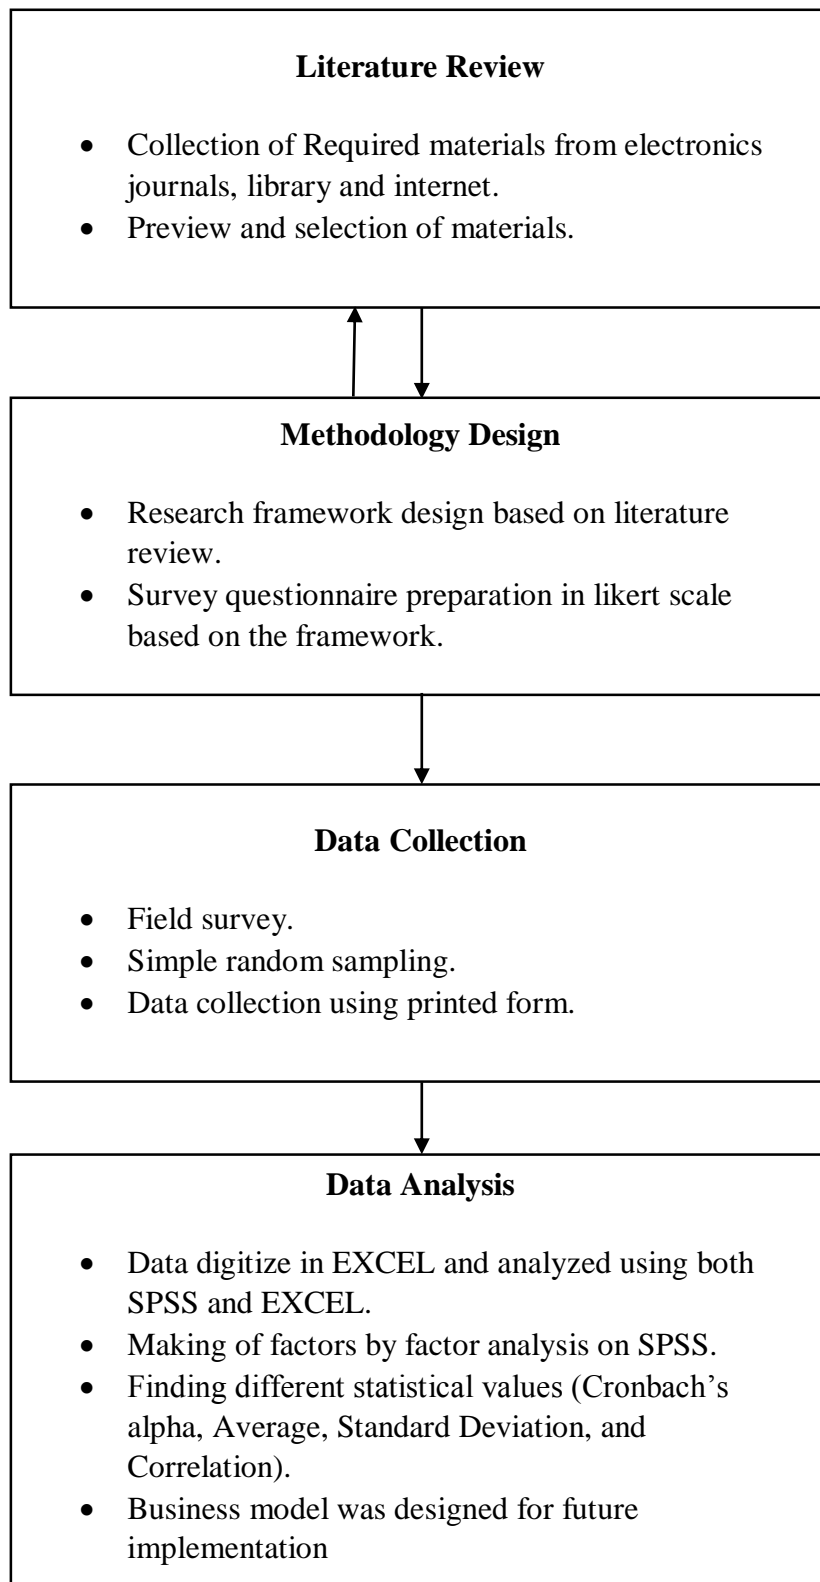 Literature Review
• Collection of Required materials from electronics
journals, library and internet.
• Preview and selection of materials.
Methodology Design
• Research framework design based on literature
review.
• Survey questionnaire preparation in likert scale
based on the framework.
Data Collection
• Field survey.
• Simple random sampling.
• Data collection using printed form.
Data Analysis
• Data digitize in EXCEL and analyzed using both
SPSS and EXCEL.
• Making of factors by factor analysis on SPSS.
• Finding different statistical values (Cronbach’s
alpha, Average, Standard Deviation, and
Correlation).
• Business model was designed for future
implementation